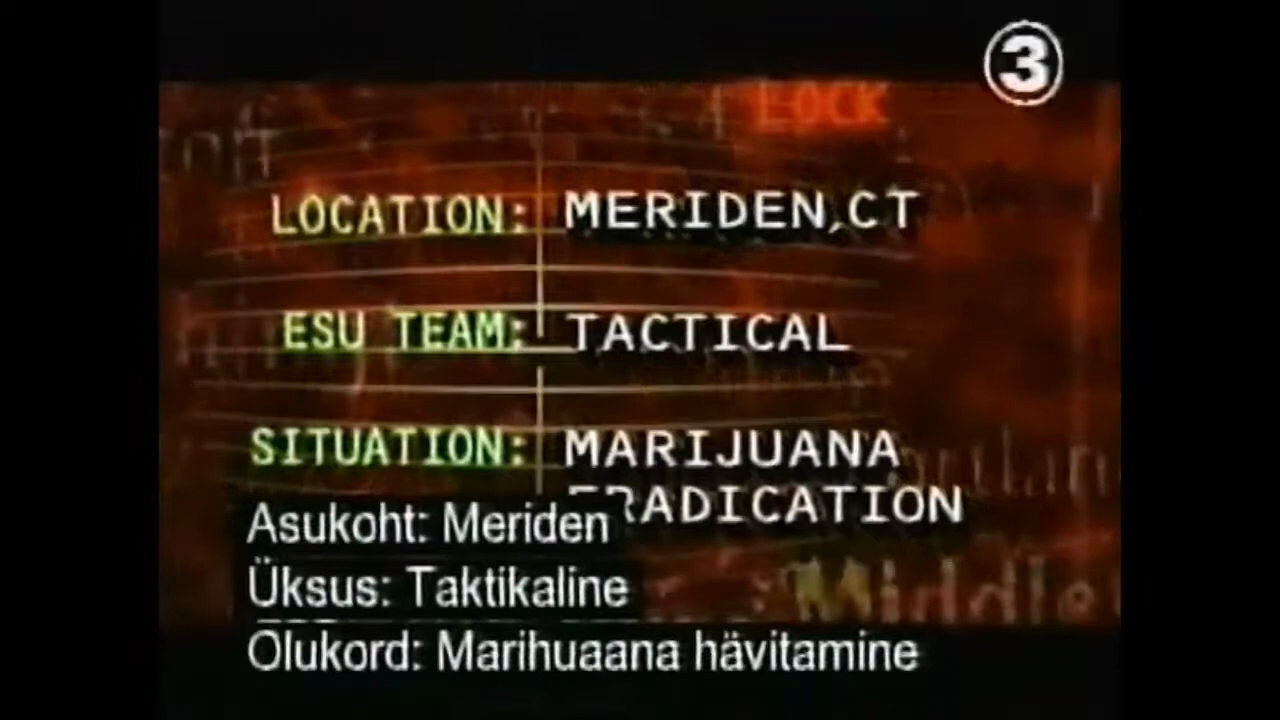 3
LOCK
LOCATION: MERIDEN,CT
ESU TEAM: TACTICAL
SITUATION: MARIJUANA
ERADICATION
Asukoht: Meriden
Üksus: Taktikaline
Olukord: Marihuaana hävitamine